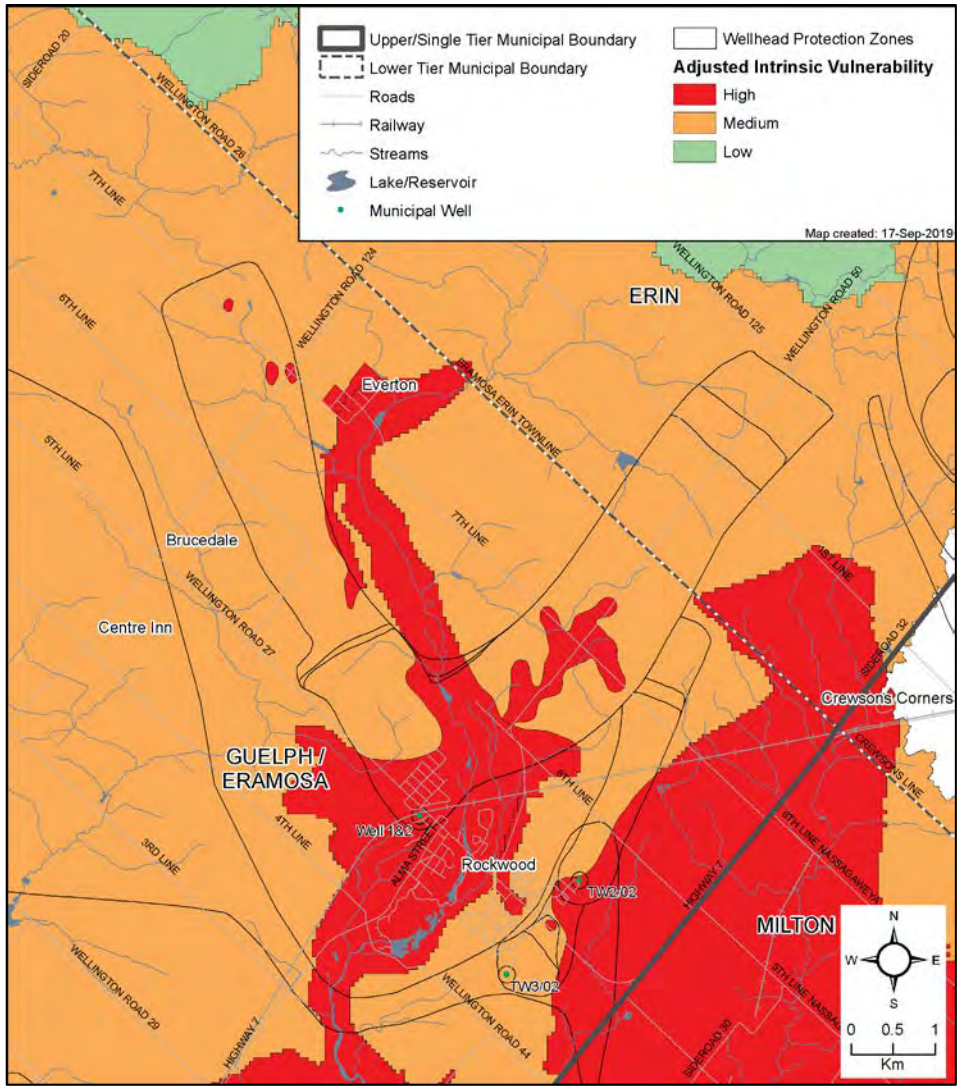 Upper/Single Tier Municipal Boundary
Lower Tier Municipal Boundary
Roads
Railway
Streams
Lake/Reservoir
Municipal Well
Wellhead Protection Zones
Adjusted Intrinsic Vulnerability
High
Medium
Low
Map created: 17-Sep-2019
SIDEROAD 20
WELLINGTON ROAD 26
7TH LINE
WELLINGTON ROAD 124
6TH LINE
ERIN
WELLINGTON ROAD 125
WELLINGTON ROAD 50
Everton
ERAMOSA ERIN TOWNLINE
5TH LINE
Brucedale
7TH LINE
WELLINGTON ROAD 27
Centre Inn
1ST LINE
SIDEROAD 32
Crewsons Corners
CREWSONS LINE
GUELPH /
ERAMOSA
4TH LINE
6TH LINE
Well 1&2
ALMA STREET
Rockwood
3RD LINE
TW2/02
HIGHWAY 7
6TH LINE NASSAGAWEYA
MILTON
TW3/02
WELLINGTON ROAD 29
HIGHWAY 7
WELLINGTON ROAD 44
SIDEROAD 30
5TH LINE
N
W
E
S
0 0.5 1
Km